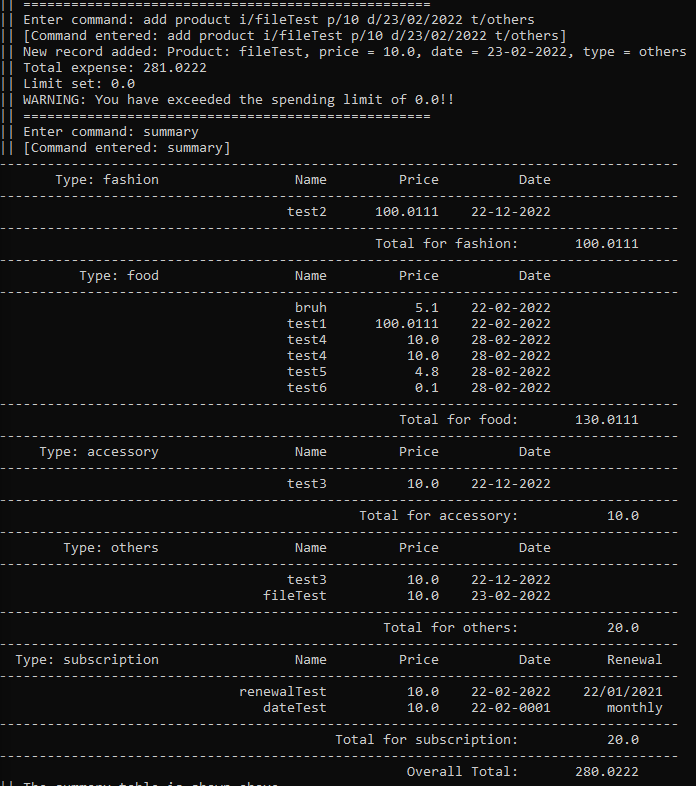 || ===================================================
|| Enter command: add product i/fileTest p/10 d/23/02/2022 t/others
|| [Command entered: add product i/fileTest p/10 d/23/02/2022 t/others]
|| New record added: Product: fileTest, price = 10.0, date = 23-02-2022, type = others
|| Total expense: 281.0222
|| Limit set: 0.0
|| WARNING: You have exceeded the spending limit of 0.0!!
|| ===================================================
|| Enter command: summary
|| [Command entered: summary]
-------------------------------------------------------------------------------------
Type: fashion Name Price Date
-------------------------------------------------------------------------------------
test2 100.0111 22-12-2022
-------------------------------------------------------------------------------------
Total for fashion: 100.0111
-------------------------------------------------------------------------------------
Type: food Name Price Date
-------------------------------------------------------------------------------------
bruh 5.1 22-02-2022
test1 100.0111 22-02-2022
test4 10.0 28-02-2022
test4 10.0 28-02-2022
test5 4.8 28-02-2022
test6 0.1 28-02-2022
-------------------------------------------------------------------------------------
Total for food: 130.0111
-------------------------------------------------------------------------------------
Type: accessory Name Price Date
-------------------------------------------------------------------------------------
test3 10.0 22-12-2022
-------------------------------------------------------------------------------------
Total for accessory: 10.0
-------------------------------------------------------------------------------------
Type: others Name Price Date
-------------------------------------------------------------------------------------
test3 10.0 22-12-2022
fileTest 10.0 23-02-2022
-------------------------------------------------------------------------------------
Total for others: 20.0
-------------------------------------------------------------------------------------
Type: subscription Name Price Date Renewal
-------------------------------------------------------------------------------------
renewalTest 10.0 22-02-2022 22/01/2021
dateTest 10.0 22-02-0001 monthly
-------------------------------------------------------------------------------------
Total for subscription: 20.0
-------------------------------------------------------------------------------------
Overall Total: 280.0222
|| The summary table is shown above